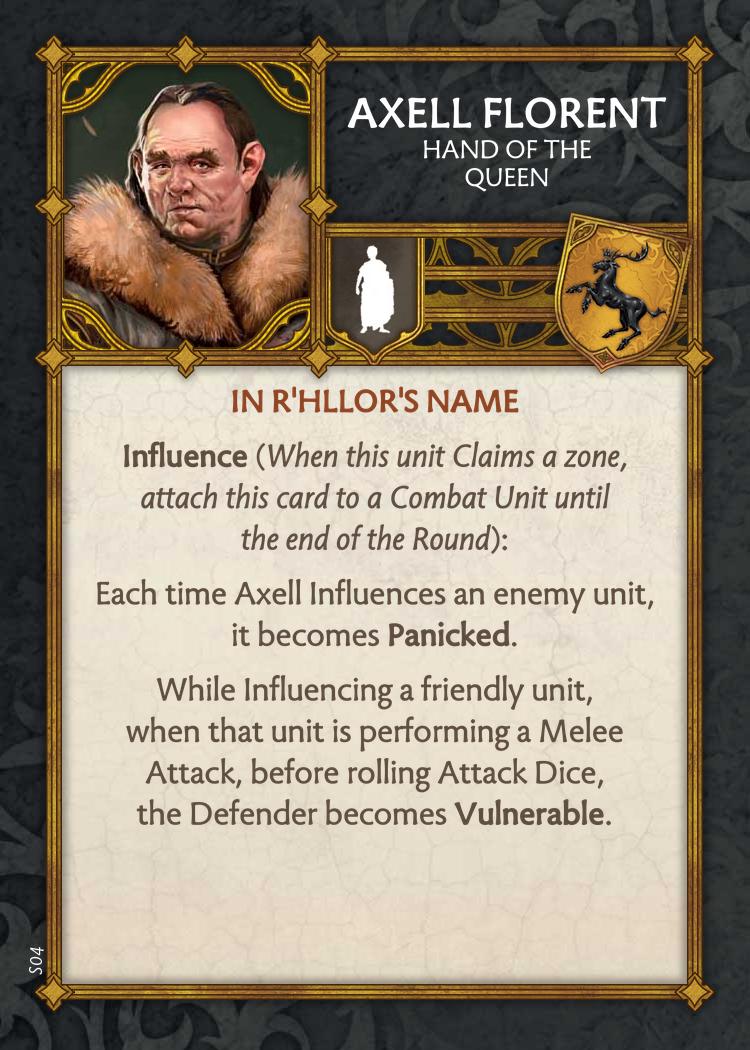 AXELL FLORENT
HAND OF THE
QUEEN
IN R'HLLOR'S NAME
Influence (When this unit Claims a zone,
attach this card to a Combat Unit until
the end of the Round):
Each time Axell Influences an enemy unit,
it becomes Panicked.
While Influencing a friendly unit,
when that unit is performing a Melee
Attack, before rolling Attack Dice,
the Defender becomes Vulnerable.
S04